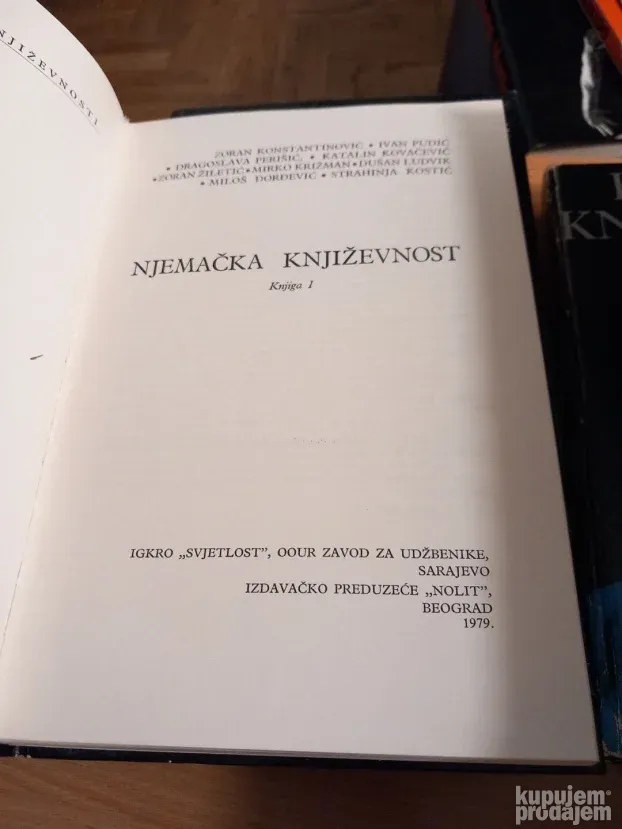 NJIŽEVNOSTI
ZORAN KONSTANTINOVIĆ • IVAN PUDIĆ
• DRAGOSLAVA PERIŠIĆ, • KATALIN KOVAČEVIĆ
•ZORAN ŽILETIĆ•MIRKO KRIŽMAN•DUŠAN LUDVIK
• MILOŠ ĐORĐEVIĆ • STRAHINJA KOSTIĆ
NJEMAČKA KNJIŽEVNOST
Knjiga I
IGKRO „SVJETLOST", OOUR ZAVOD ZA UDŽBENIKE,
SARAJEVO
IZDAVAČKO PREDUZEĆE „NOLIT",
BEOGRAD
1979.
KN
kupujem
prodajem